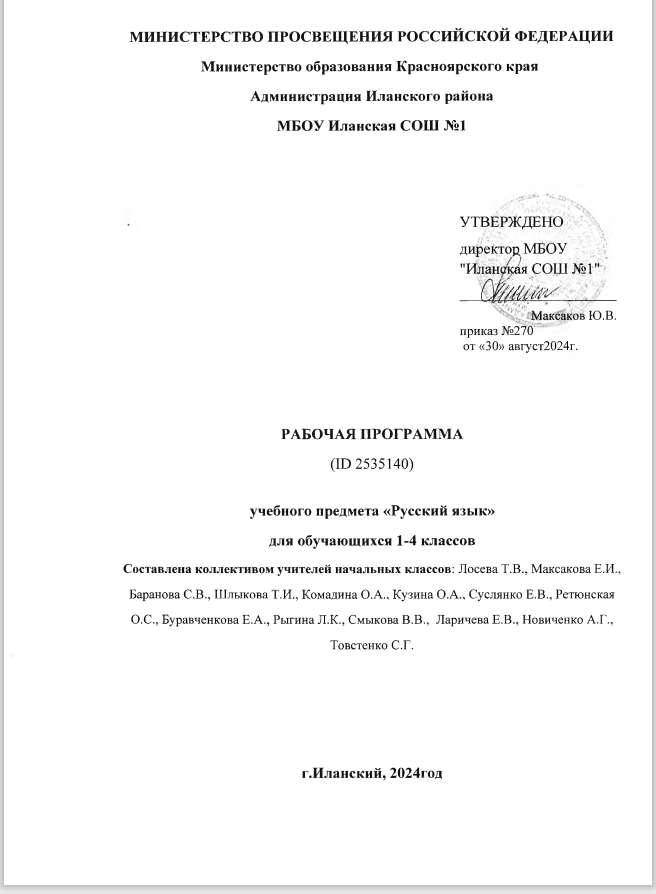 МИНИСТЕРСТВО ПРОСВЕЩЕНИЯ РОССИЙСКОЙ ФЕДЕРАЦИИ
Министерство образования Красноярского края
Администрация Иланского района
МБОУ Иланская СОШ №1
УТВЕРЖДЕНО
директор МБОУ
"Иланская СОШ №1"
Максаков Ю.В.
приказ №270
от «30» август2024г.
РАБОЧАЯ ПРОГРАММА
(ID 2535140)
учебного предмета «Русский язык»
для обучающихся 1-4 классов
Составлена коллективом учителей начальных классов: Лосева Т.В., Максакова Е.И.,
Баранова С.В., Шлыкова Т.И., Комадина О.А., Кузина О.А., Суслянко Е.В., Ретюнская
О.С., Буравченкова Е.А., Рыгина Л.К., Смыкова В.В., Ларичева Е.В., Новиченко А.Г.,
Товстенко С.Г.
г.Иланский, 2024год